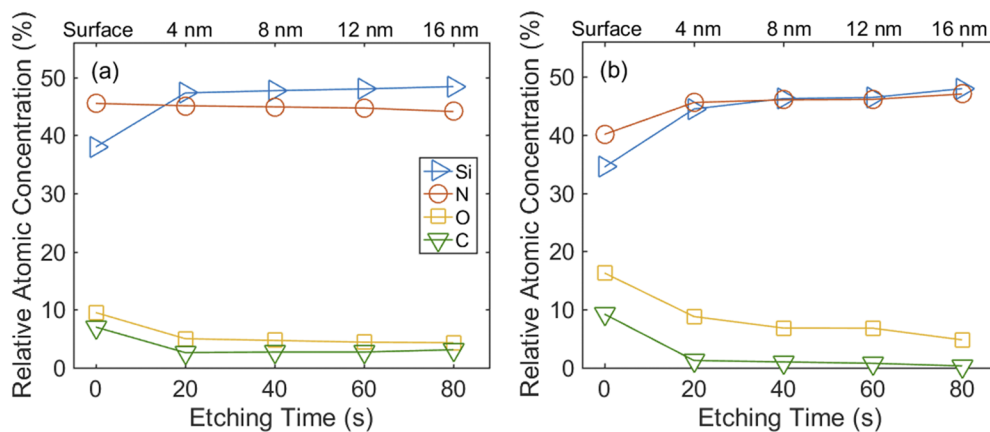 Surface 4 nm 8 nm 12 nm 16 nm
(a)
Relative Atomic Concentration (%)
50
40
30
20
10
0
Si
N
O
C
0 20 40 60 80
Etching Time (s)
Surface 4 nm 8 nm 12 nm 16 nm
(b)
Relative Atomic Concentration (%)
50
40
30
20
10
0
0 20 40 60 80
Etching Time (s)